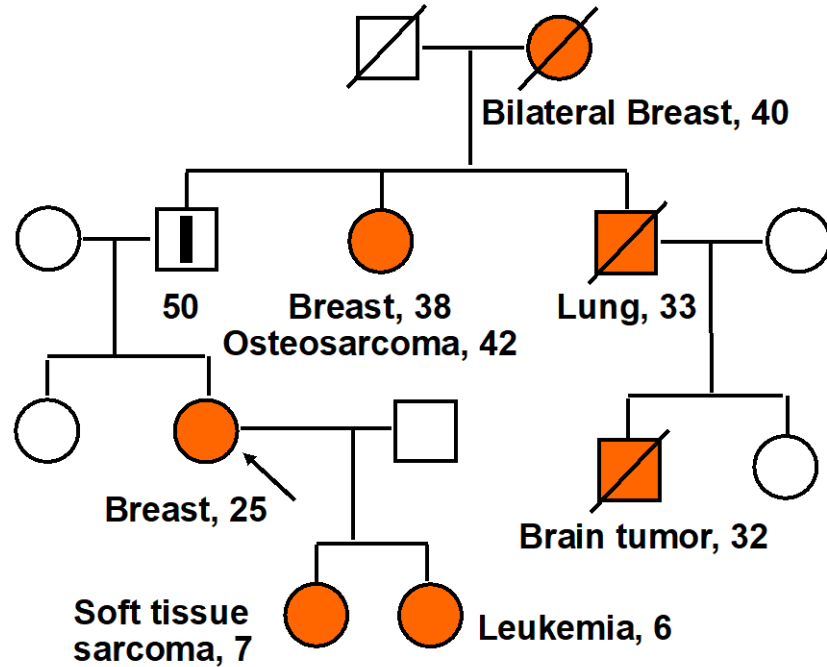 Bilateral Breast, 40
50
Breast, 38
Osteosarcoma, 42
Lung, 33
Breast, 25
Brain tumor, 32
Soft tissue
sarcoma, 7
Leukemia, 6